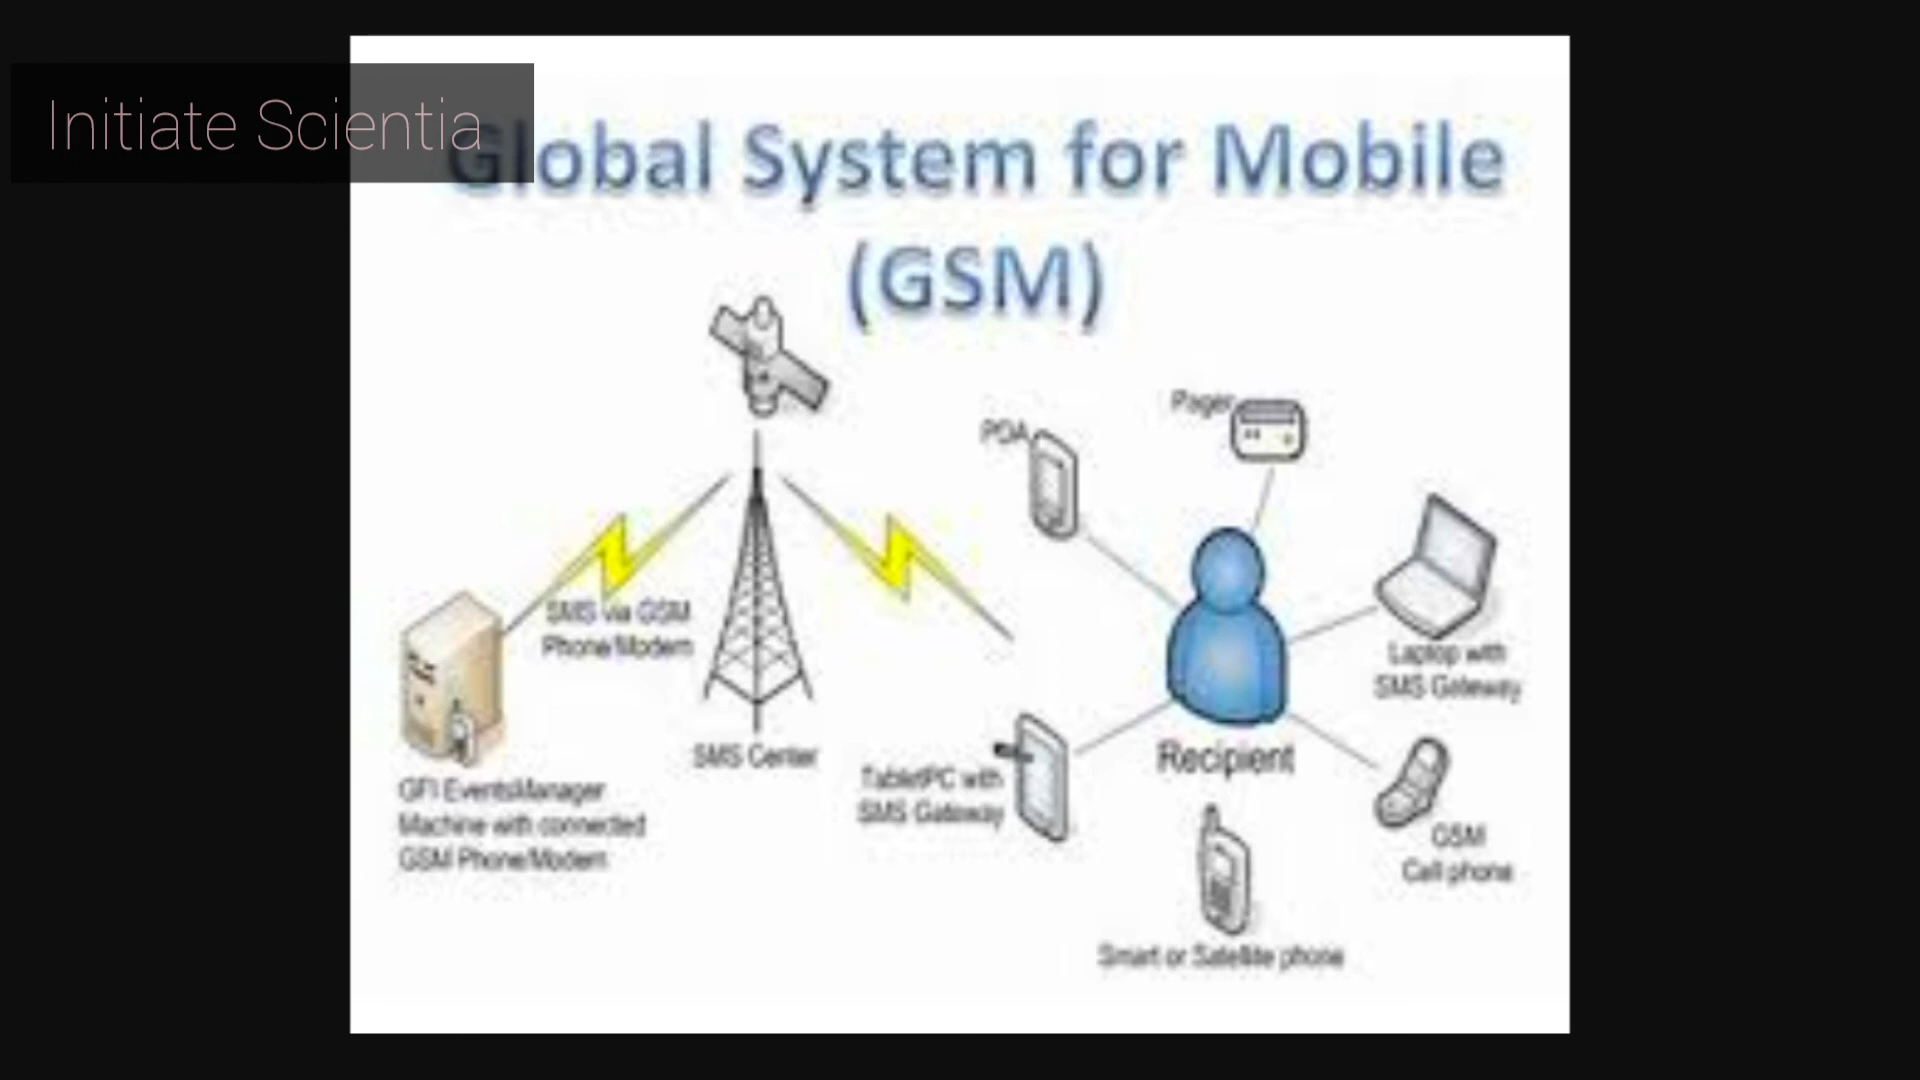 Initiate Scientia
Global System for Mobile
(GSM)
Pager
PDA
SMS via GSM
Phone/Modem
Laptop with
SMS Gateway
SMS Center
Recipient
TabletPC with
SMS Gateway
GFI EventsManager
Machine with connected
GSM Phone/Modem
GSM
Cell phone
Smart or Satellite phone